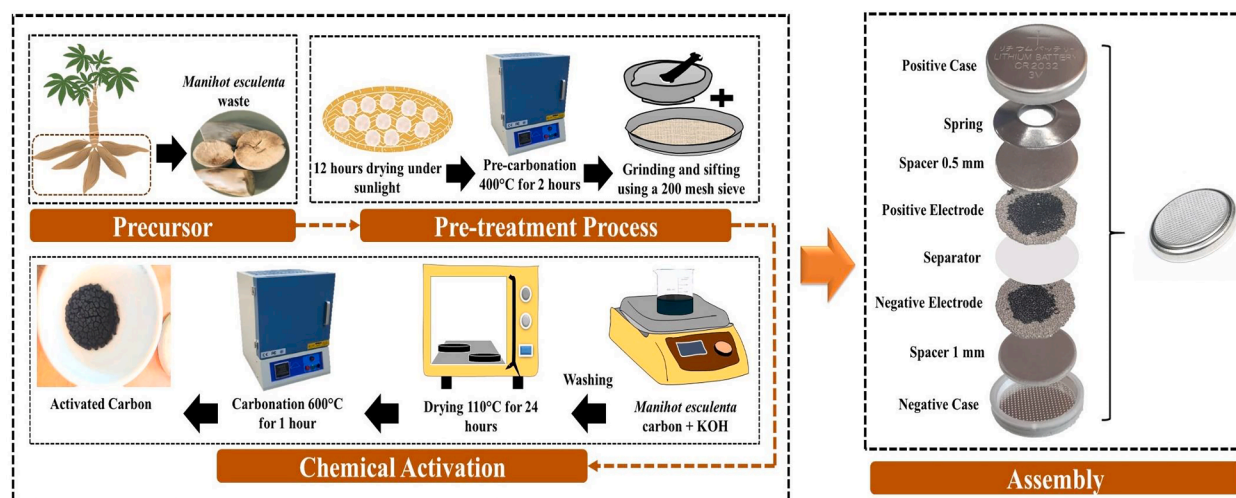 Manihot esculenta
waste
12 hours drying under
sunlight
Pre-carbonation
400°C for 2 hours
Grinding and sifting
using a 200 mesh sieve
Precursor
Pre-treatment Process
Activated Carbon
Carbonation 600°C
for 1 hour
Drying 110°C for 24
hours
Washing
Manihot esculenta
carbon + KOH
Chemical Activation
Positive Case
LITHIUM BATTERY
CR2032
3V
Spring
Spacer 0.5 mm
Positive Electrode
Separator
Negative Electrode
Spacer 1 mm
Negative Case
Assembly